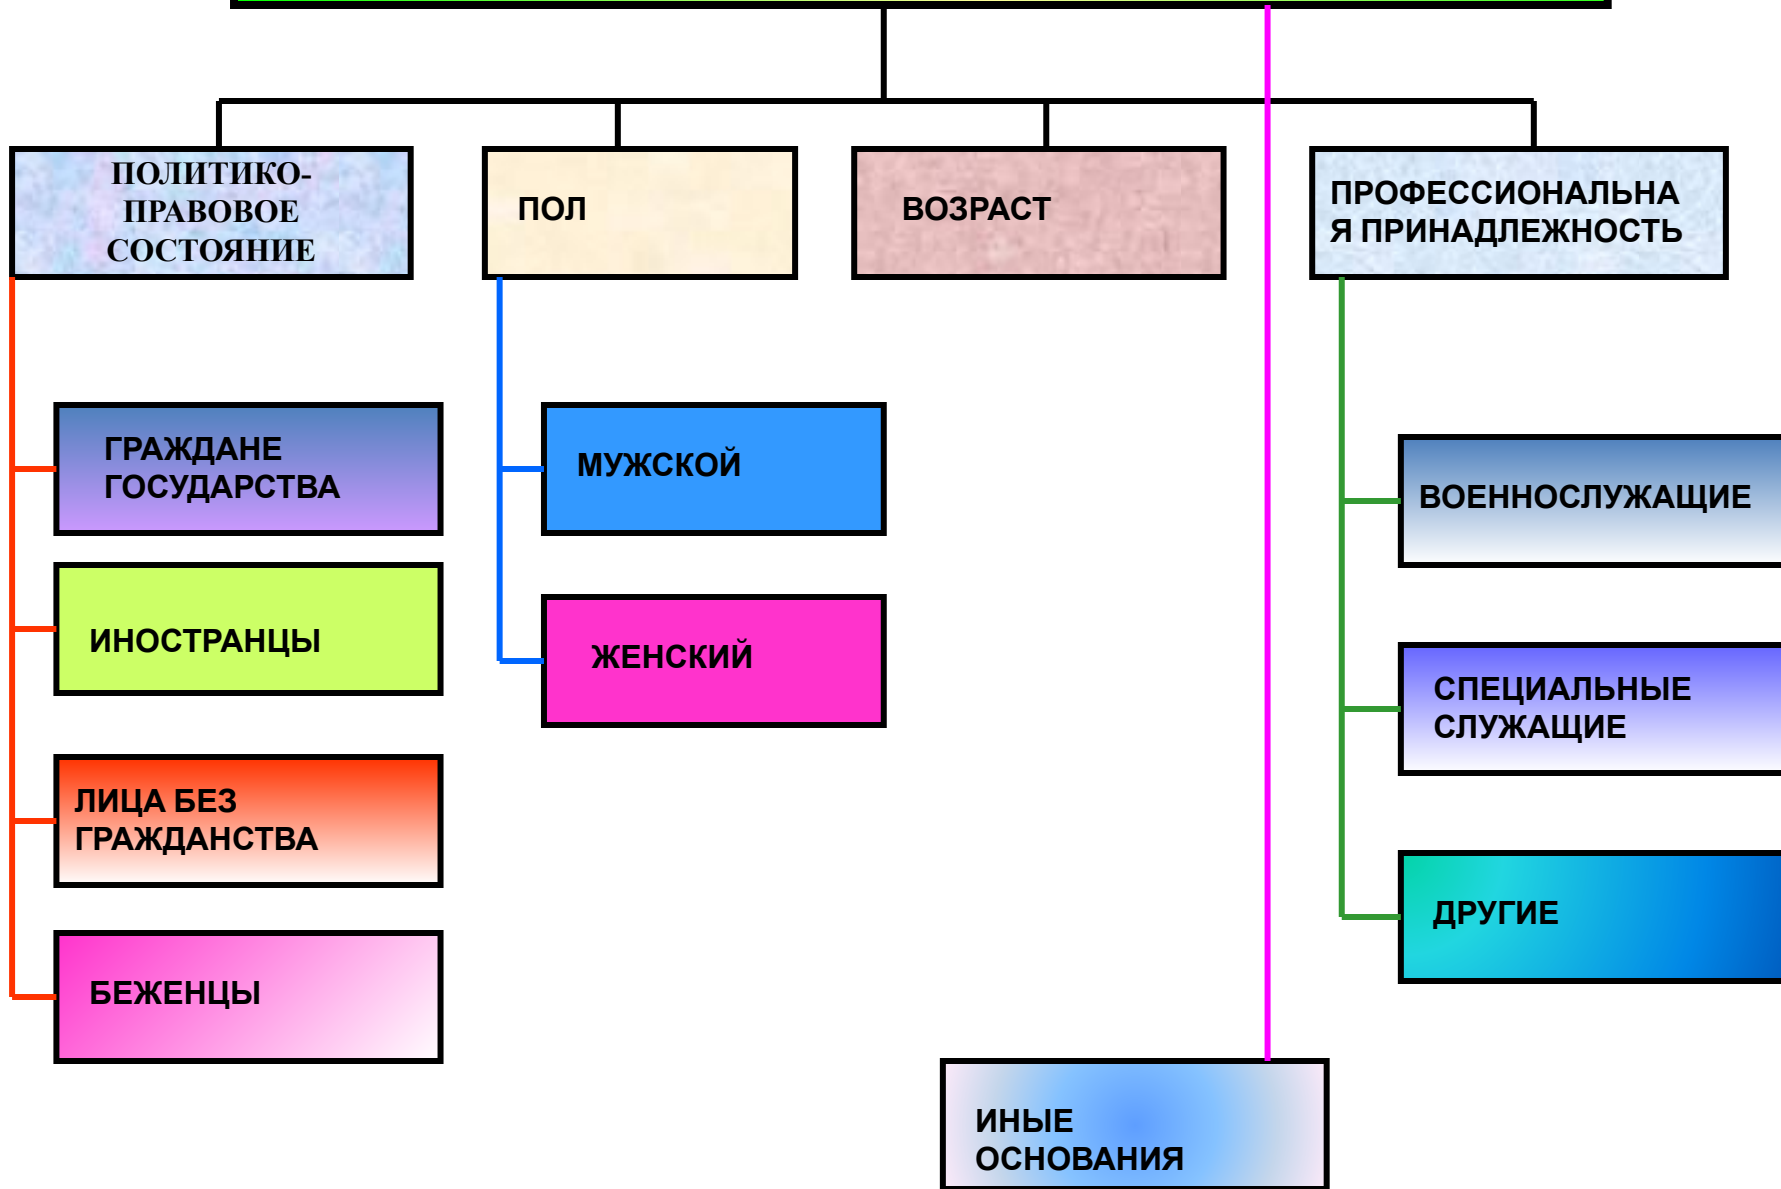 ПОЛИТИКО-
ПРАВОВОЕ
СОСТОЯНИЕ
ПОЛ
ВОЗРАСТ
ПРОФЕССИОНАЛЬНА
Я ПРИНАДЛЕЖНОСТЬ
ГРАЖДАНЕ
ГОСУДАРСТВА
ИНОСТРАНЦЫ
ЛИЦА БЕЗ
ГРАЖДАНСТВА
БЕЖЕНЦЫ
МУЖСКОЙ
ЖЕНСКИЙ
ВОЕННОСЛУЖАЩИЕ
СПЕЦИАЛЬНЫЕ
СЛУЖАЩИЕ
ДРУГИЕ
ИНЫЕ
ОСНОВАНИЯ